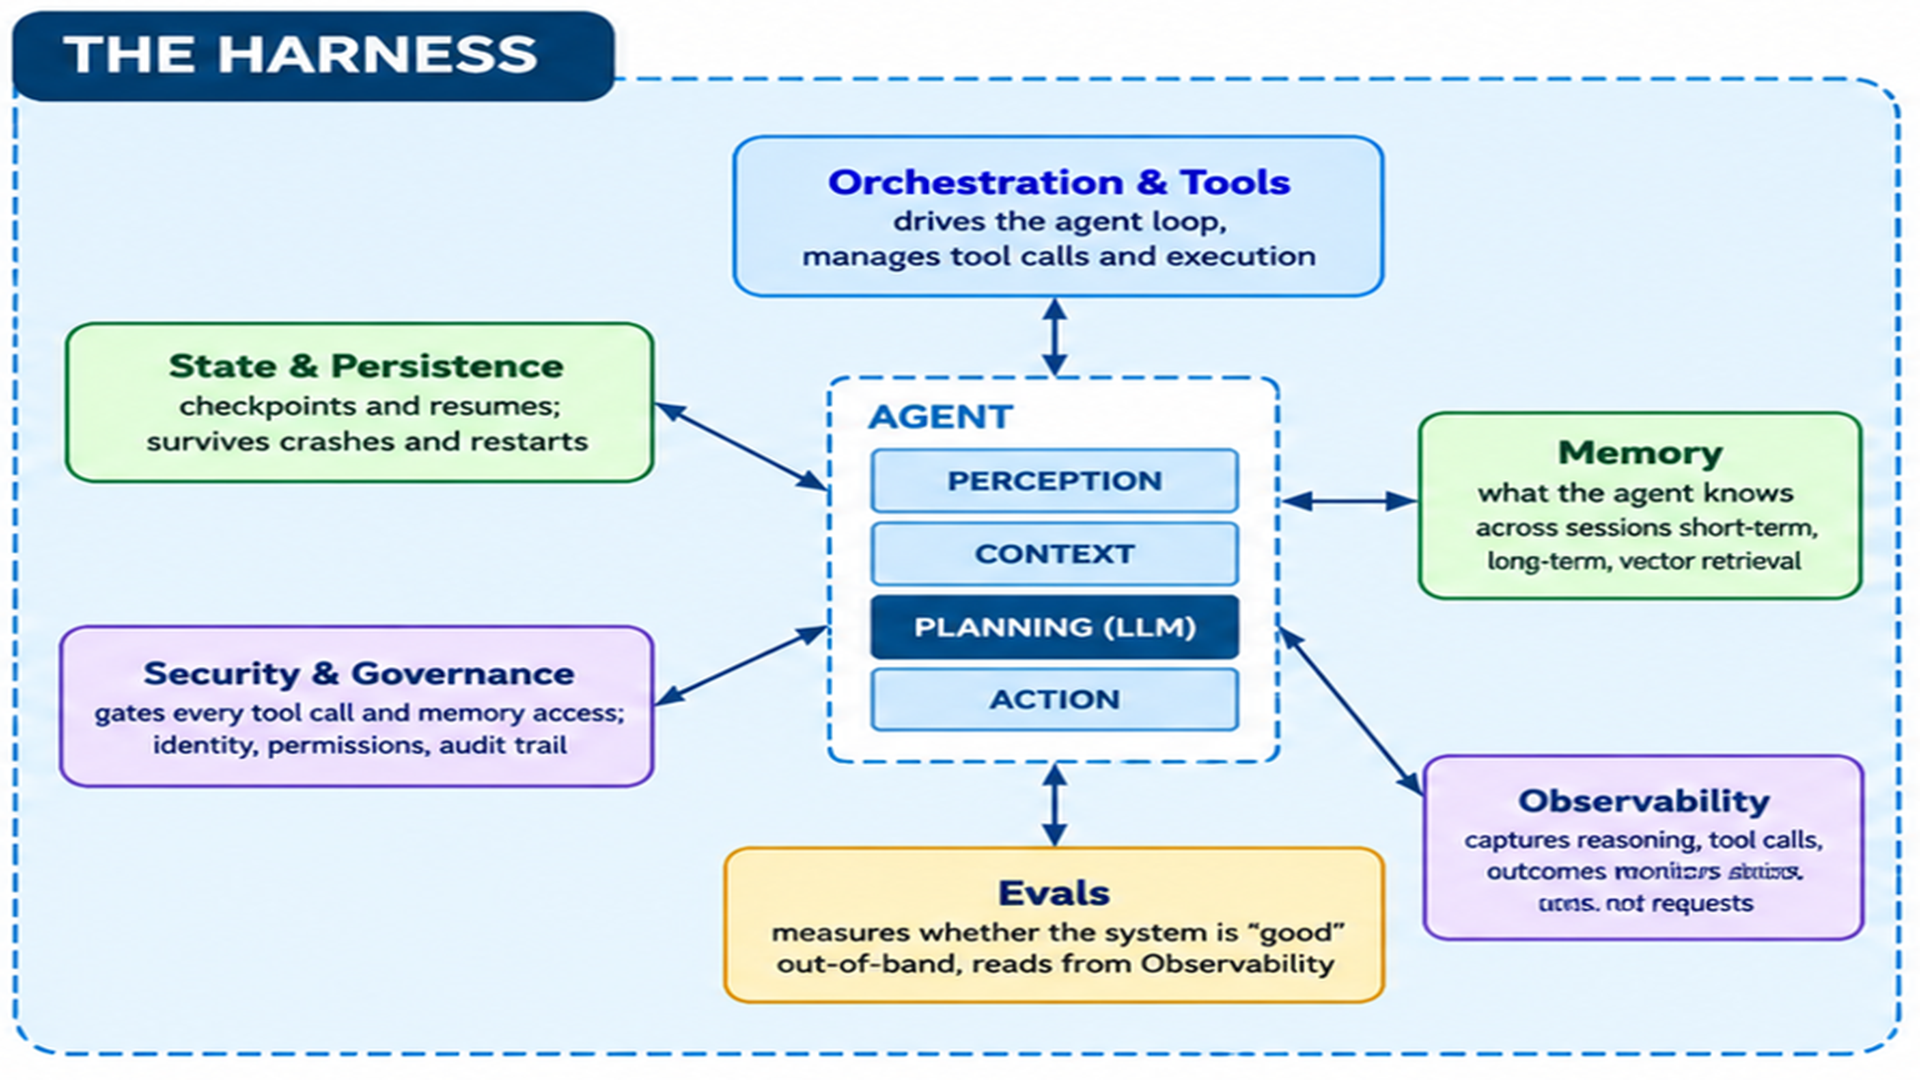 THE HARNESS
Orchestration & Tools
drives the agent loop,
manages tool calls and execution
State & Persistence
checkpoints and resumes;
survives crashes and restarts
AGENT
PERCEPTION
CONTEXT
PLANNING (LLM)
ACTION
Memory
what the agent knows
across sessions short-term,
long-term, vector retrieval
Security & Governance
gates every tool call and memory access;
identity, permissions, audit trail
Observability
captures reasoning, tool calls,
outcomes
not requests
Evals
measures whether the system is “good”
out-of-band, reads from Observability